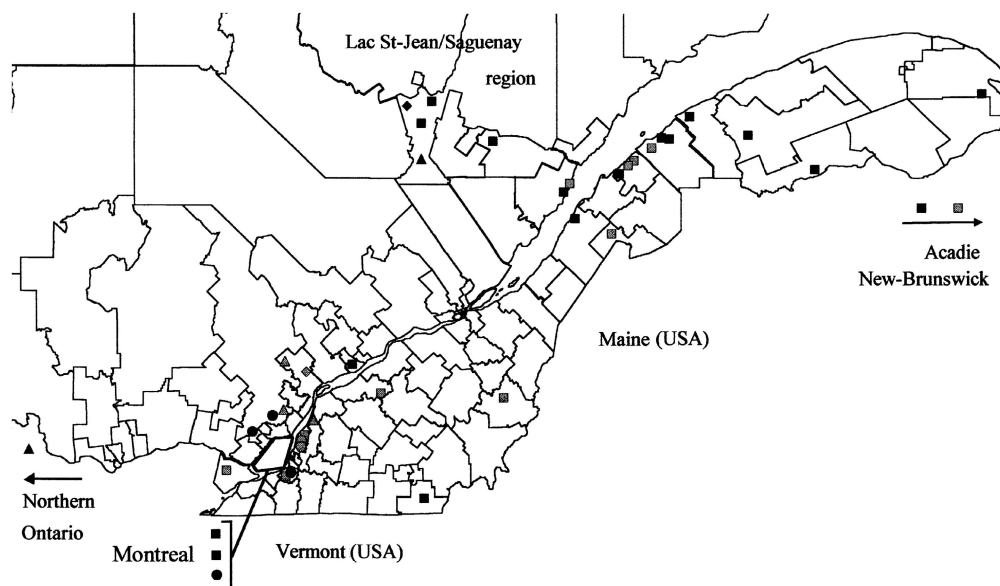 Lac St-Jean/Saguenay
region
Acadie
New-Brunswick
Maine (USA)
Northern
Ontario
Montreal
Vermont (USA)